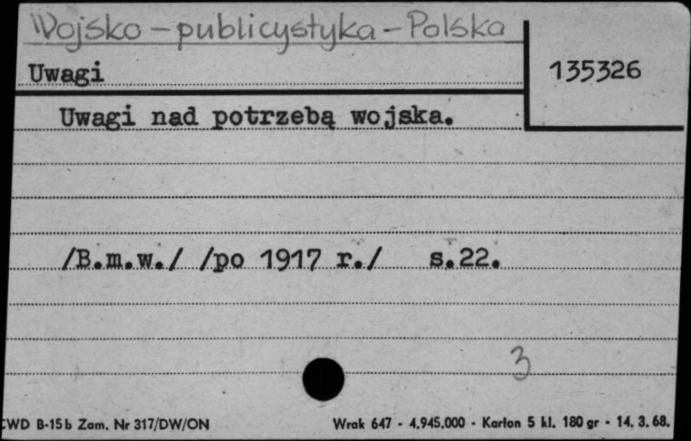 Wojsko – publicystyka – Polska
135326
Uwagi
Uwagi nad potrzebą wojska.
/B.m.w./ /po 1917 r./ s.22.
3
CWD B-15b Zam. Nr 317/DW/ON Wrak 647 - 4.945.000 - Karton 5 kl. 180 gr - 14. 3. 68.